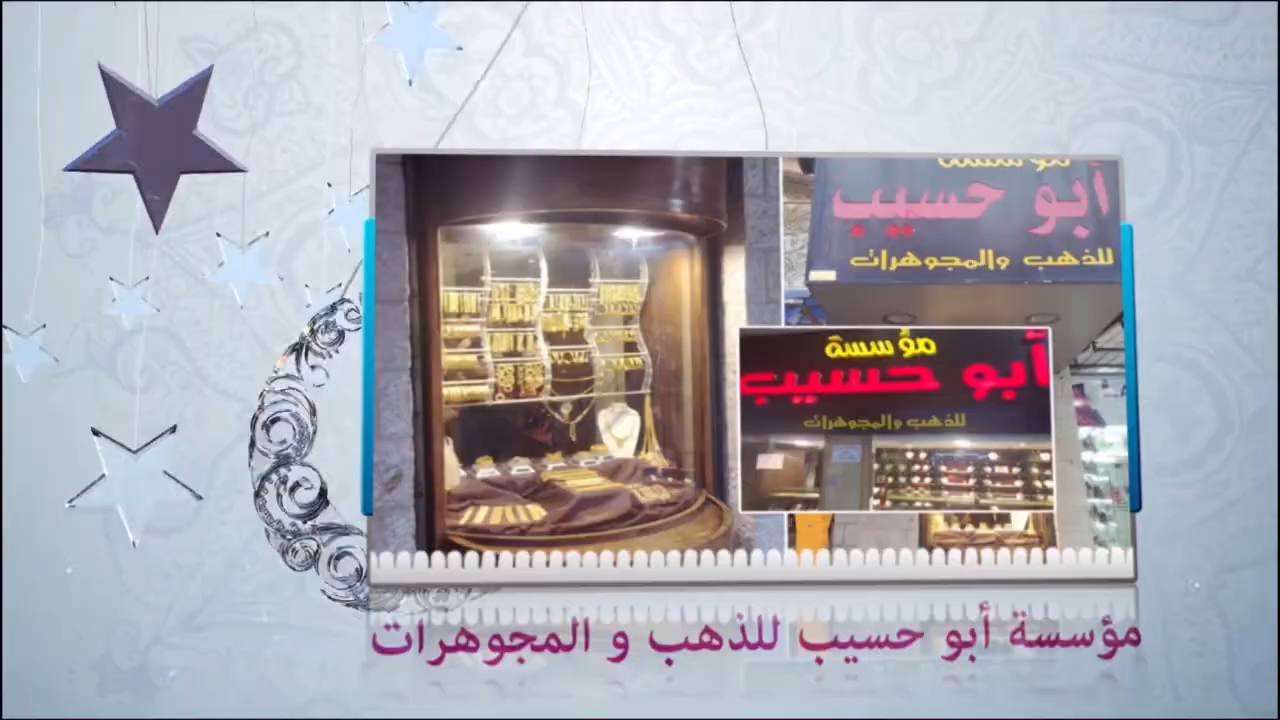 مؤسسة
أبو حسيب
للذهب والمجوهرات
مؤسسة
أبو حسيب
للذهب والمجوهرات
مؤسسة أبو حسيب للذهب و المجوهرات